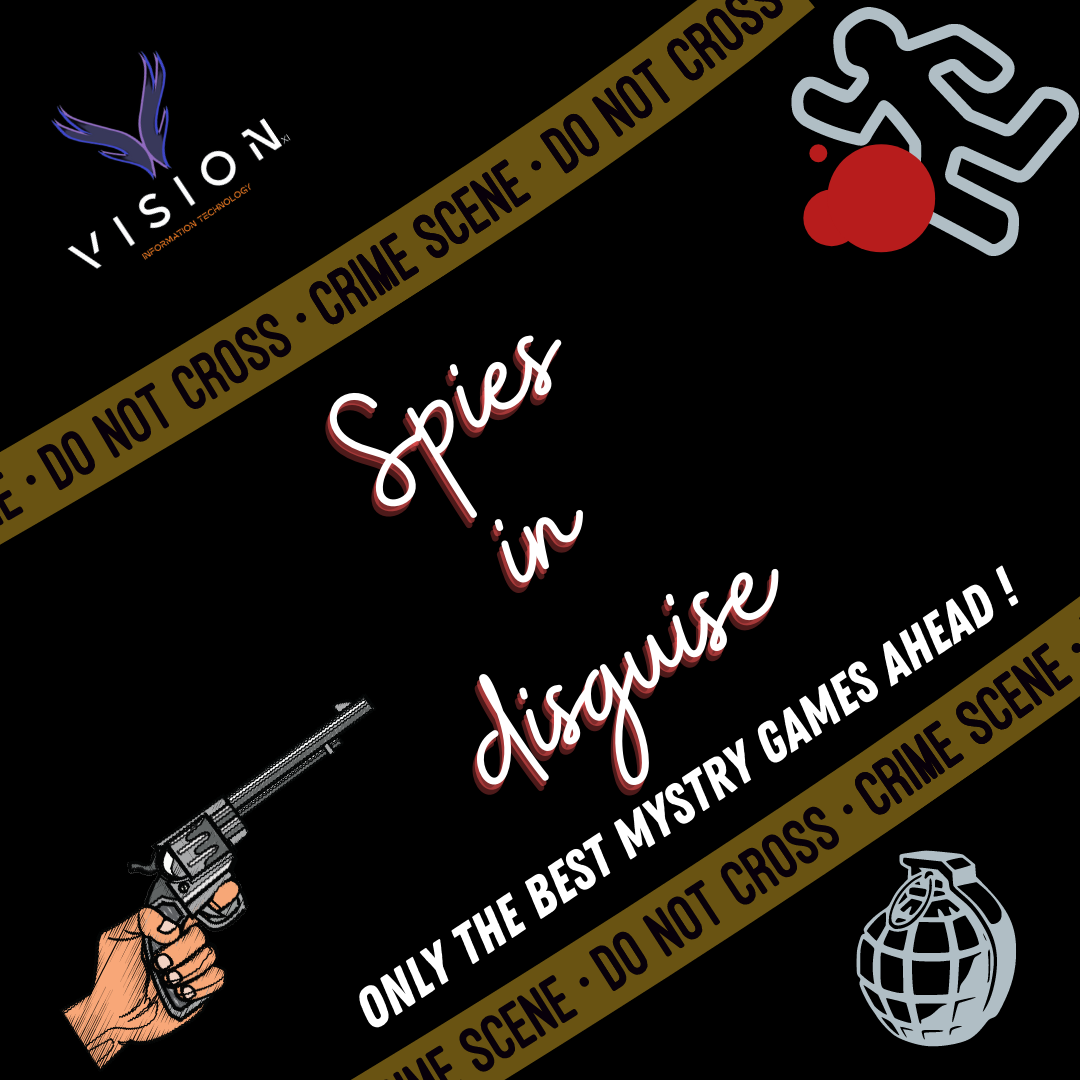 VISION
XI
INFORMATION TECHNOLOGY
E • DO NOT CROSS • CRIME SCENE • DO NOT CROSS
Spies
in
disguise
ONLY THE BEST MYSTRY GAMES AHEAD !
IME SCENE • DO NOT CROSS • CRIME SCENE •